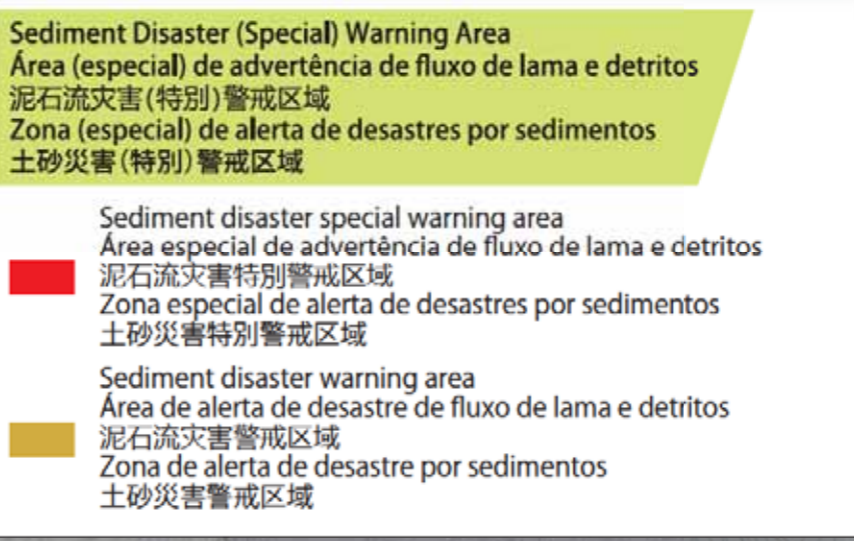 Sediment Disaster (Special) Warning Area
Área (especial) de advertência de fluxo de lama e detritos
泥石流灾害(特別)警戒区域
Zona (especial) de alerta de desastres por sedimentos
土砂災害(特別)警戒区域
Sediment disaster special warning area
Área especial de advertência de fluxo de lama e detritos
泥石流灾害特別警戒区域
Zona especial de alerta de desastres por sedimentos
土砂災害特別警戒区域
Sediment disaster warning area
Área de alerta de desastre de fluxo de lama e detritos
泥石流灾害警戒区域
Zona de alerta de desastre por sedimentos
土砂災害警戒区域